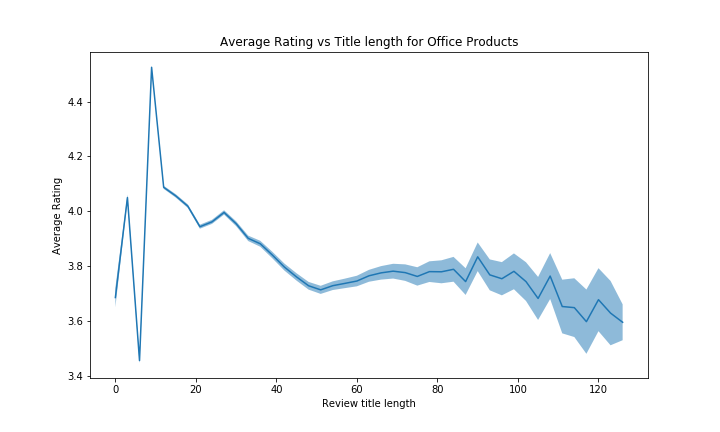 Average Rating vs Title length for Office Products
Average Rating
4.4
4.2
4.0
3.8
3.6
3.4
0 20 40 60 80 100 120
Review title length